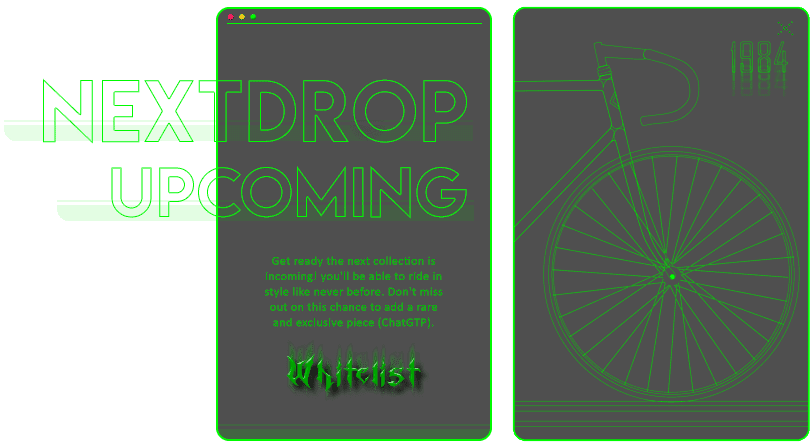 NEXTDROP
UPCOMING
Get ready the next collection is
incoming! you'll be able to ride in
style like never before. Don't miss
out on this chance to add a rare
and exclusive piece (ChatGTP).
Whitelist
1984